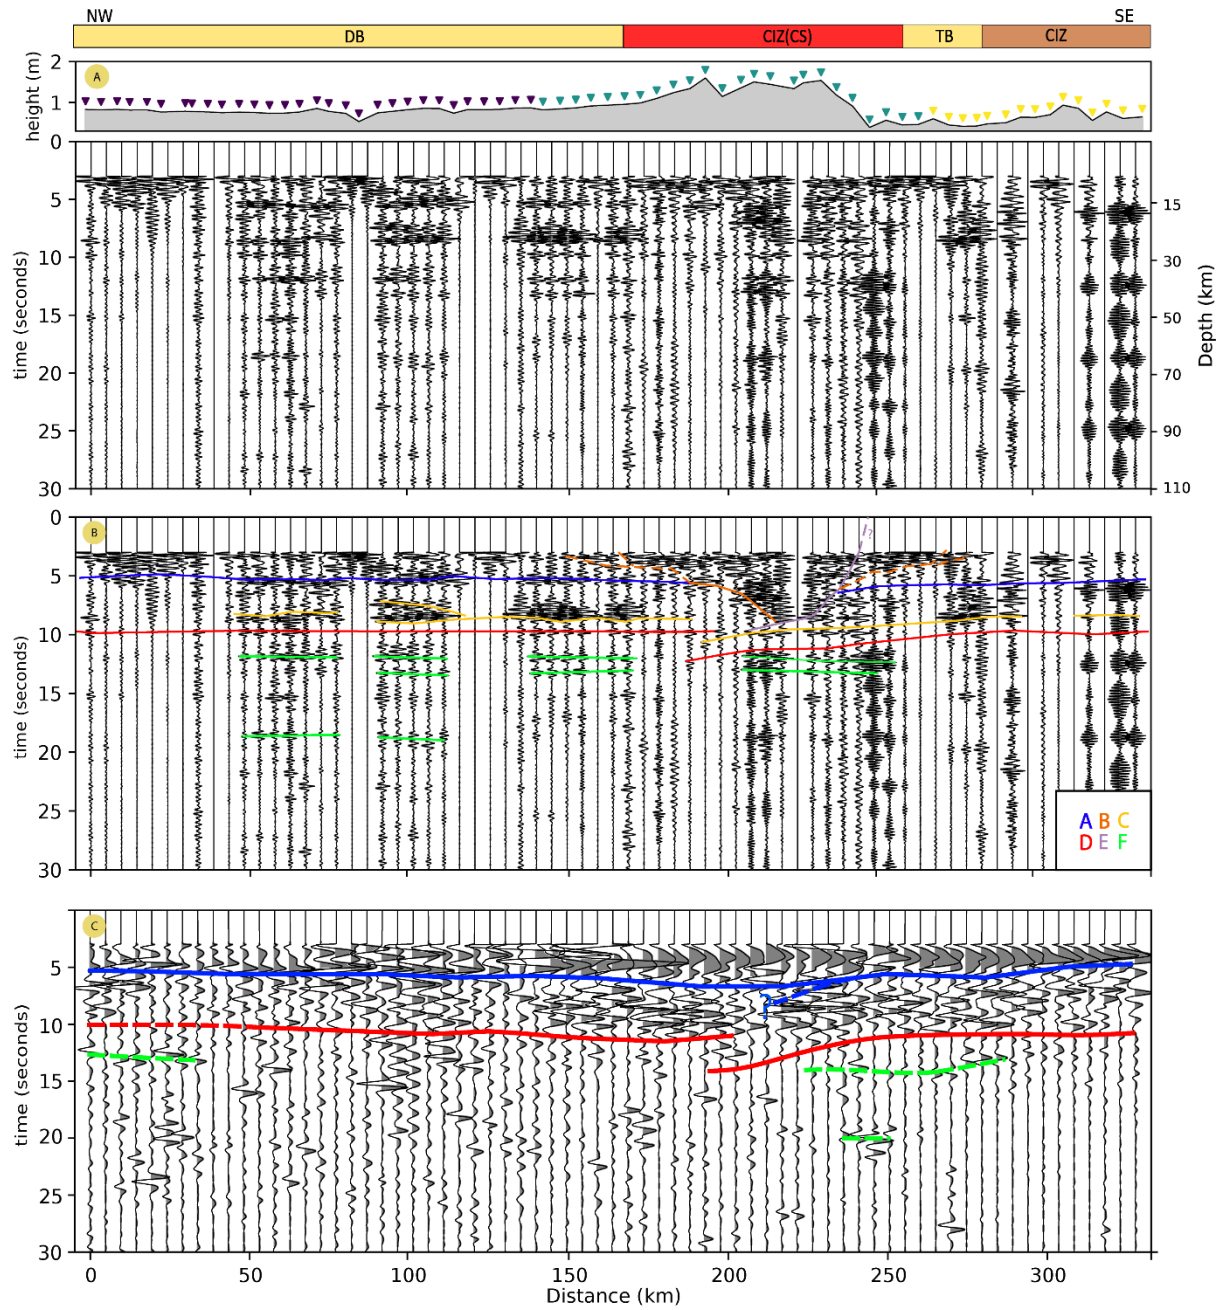 NW SE
DB CIZ(CS) TB CIZ
A
height (m)
2
1
0
0
5
10
15
20
25
30
time (seconds)
15
30
50
70
90
110
Depth (km)
B
?
0
5
10
15
20
25
30
time (seconds)
A B C
D E F
C
?
5
10
15
20
25
30
time (seconds)
0 50 100 150 200 250 300
Distance (km)